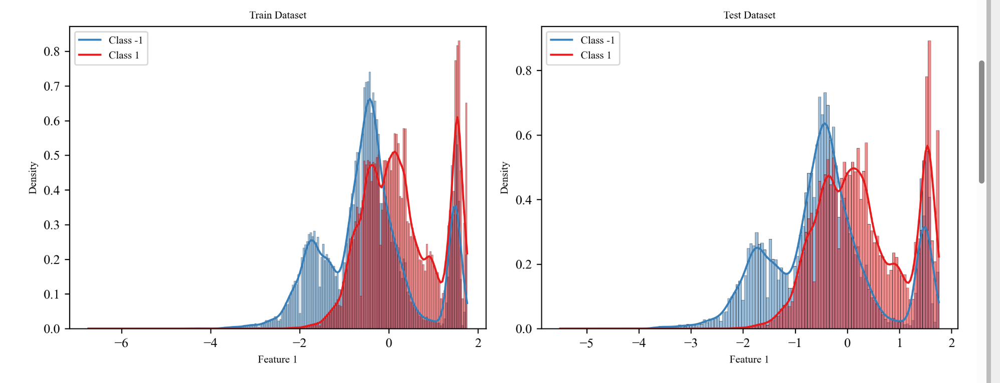 Train Dataset
Class -1
Class 1
0.8
0.7
0.6
0.5
0.4
0.3
0.2
0.1
0.0
Density
−6
−4
−2
0
2
Feature 1
Test Dataset
Class -1
Class 1
0.8
0.6
0.4
0.2
0.0
Density
−5
−4
−3
−2
−1
0
1
2
Feature 1